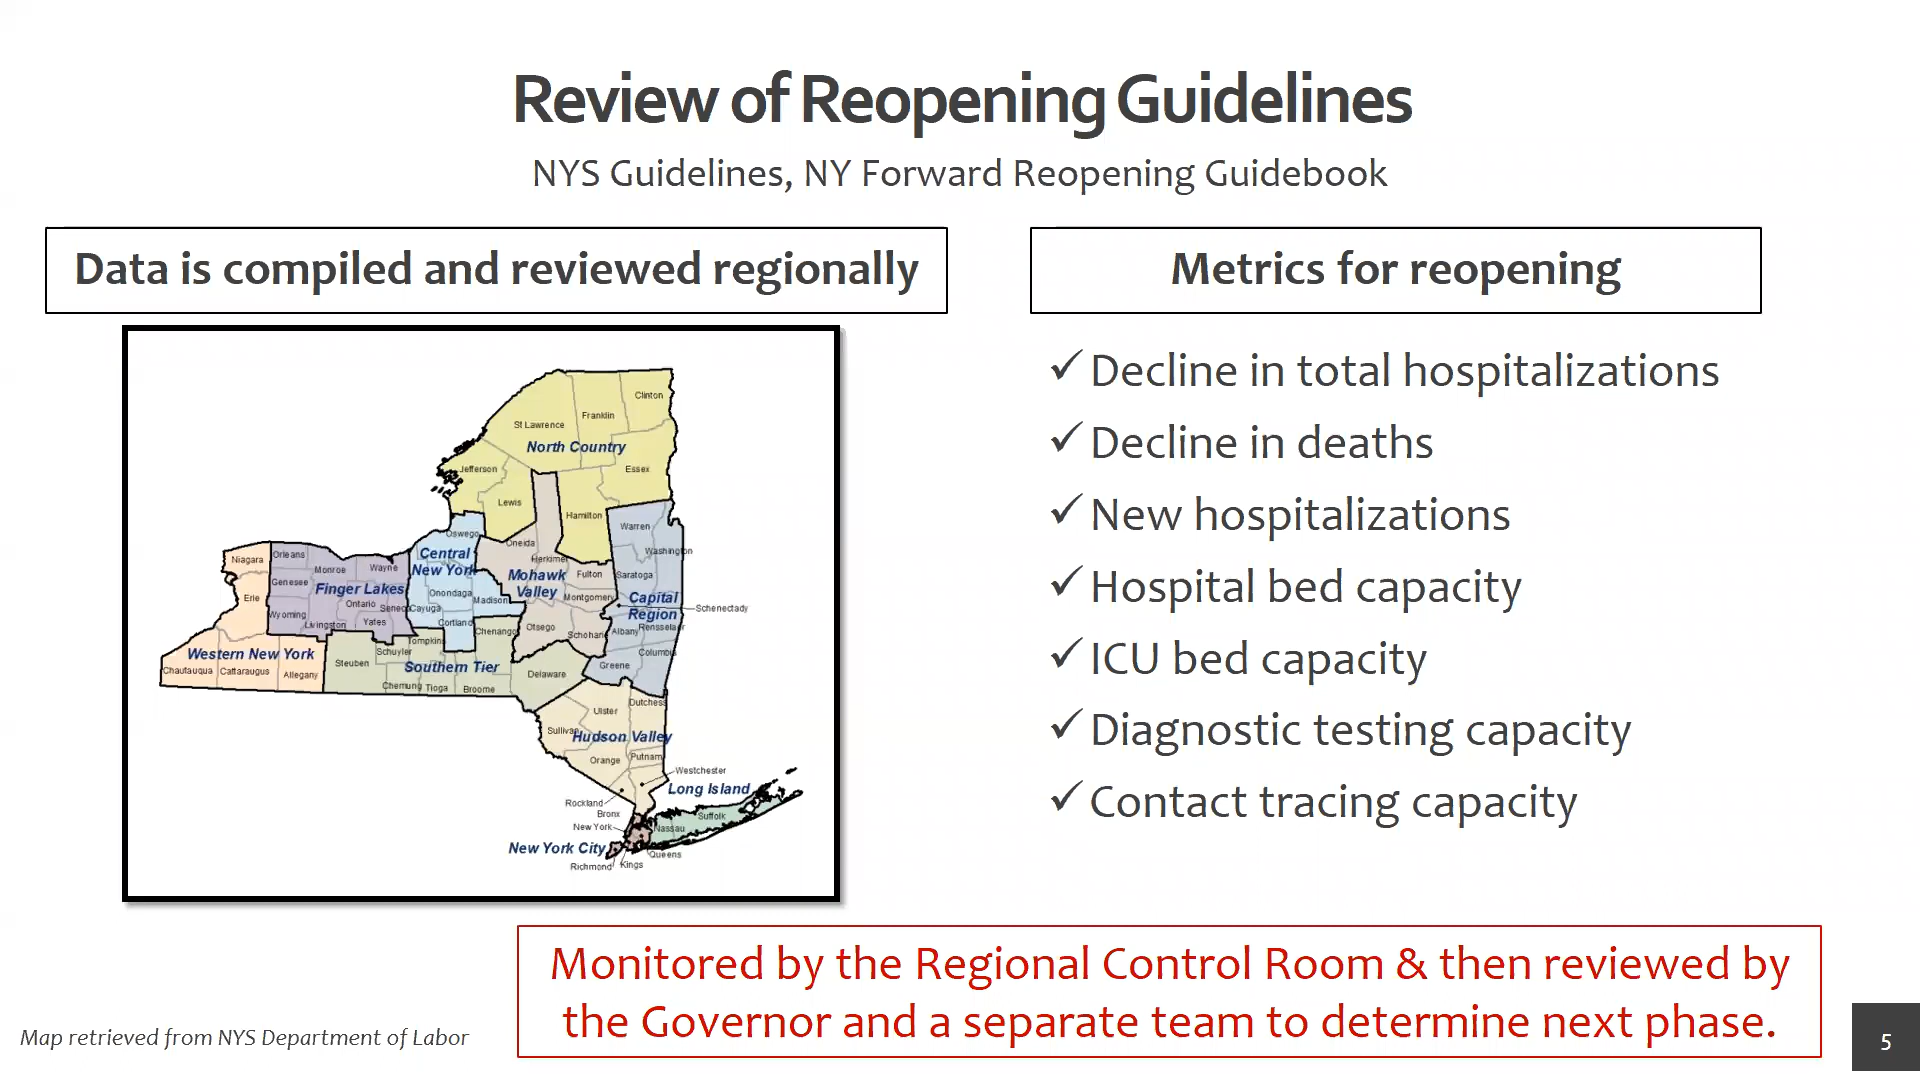 Review of Reopening Guidelines
NYS Guidelines, NY Forward Reopening Guidebook
Data is compiled and reviewed regionally
Clinton
Franklin
St Lawrence
North Country
Jefferson
Essex
Lewis
Hamilton
Warren
Oswego
Washington
Oneida
Herkimer
Central
New York
Niagara
Orleans
Monroe
Wayne
Genesee
Finger Lakes
Erie
Ontario
Seneca
Wyoming
Livingston
Yates
Cayuga
Onondaga
Madison
Cortland
Mohawk
Valley
Fulton
Montgomery
Saratoga
Capital
Region
Schenectady
Otsego
Schoharie
Albany
Rensselaer
Chenango
Tompkins
Columbia
Greene
Western New York
Chautauqua
Cattaraugus
Allegany
Steuben
Schuyler
Southern Tier
Chemung
Tioga
Broome
Delaware
Ulster
Dutchess
Sullivan
Hudson Valley
Orange
Putnam
Westchester
Long Island
Rockland
Bronx
New York
Suffolk
Nassau
New York City
Queens
Richmond
Kings
Metrics for reopening
✓ Decline in total hospitalizations
✓ Decline in deaths
✓ New hospitalizations
✓ Hospital bed capacity
✓ ICU bed capacity
✓ Diagnostic testing capacity
✓ Contact tracing capacity
Monitored by the Regional Control Room & then reviewed by
the Governor and a separate team to determine next phase.
Map retrieved from NYS Department of Labor
5